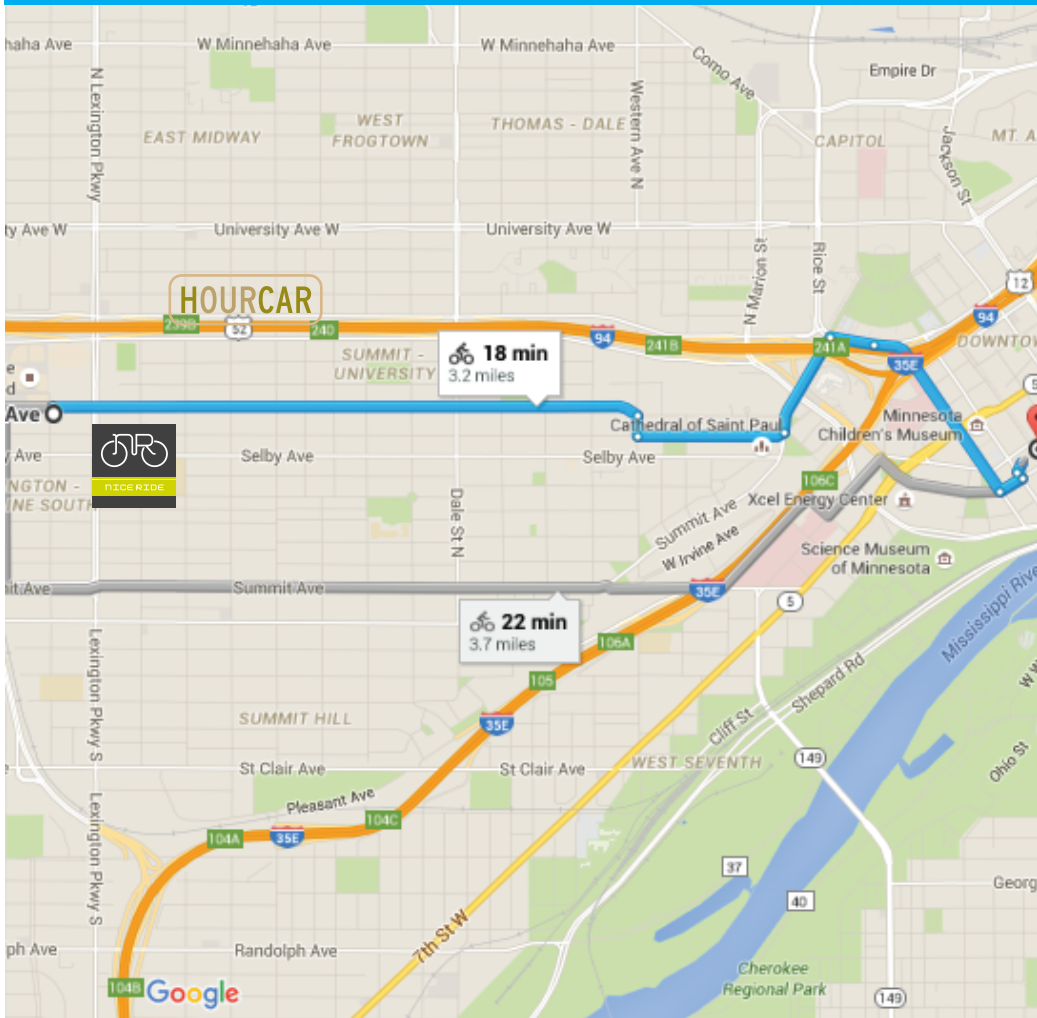 haha Ave
W Minnehaha Ave
W Minnehaha Ave
Como Ave
Empire Dr
N Lexington Pkwy
EAST MIDWAY
WEST
FROGTOWN
THOMAS - DALE
Western Ave N
CAPITOL
Jackson St
MT. A
ty Ave W
University Ave W
University Ave W
N Marion St
Rice St
12
HOURCAR
239B
52
240
94
241B
241A
94
DOWNTOW
35E
SUMMIT -
UNIVERSITY
18 min
3.2 miles
e
d
Ave
5
Cathedral of Saint Paul
Minnesota
Children's Museum
y Ave
NICERIDE
Selby Ave
Selby Ave
NGTON -
NE SOUTH
Dale St N
106C
Xcel Energy Center
Summit Ave
W Irvine Ave
Science Museum
of Minnesota
it Ave
Summit Ave
35E
5
Mississippi Rive
22 min
3.7 miles
106A
105
Lexington Pkwy S
SUMMIT HILL
35E
Cliff St
Shepard Rd
W W
St Clair Ave
St Clair Ave
WEST SEVENTH
149
Ohio St
Pleasant Ave
104A
35E
104C
Lexington Pkwy S
37
40
Georg
ph Ave
Randolph Ave
7th St W
104B
Google
Cherokee
Regional Park
149